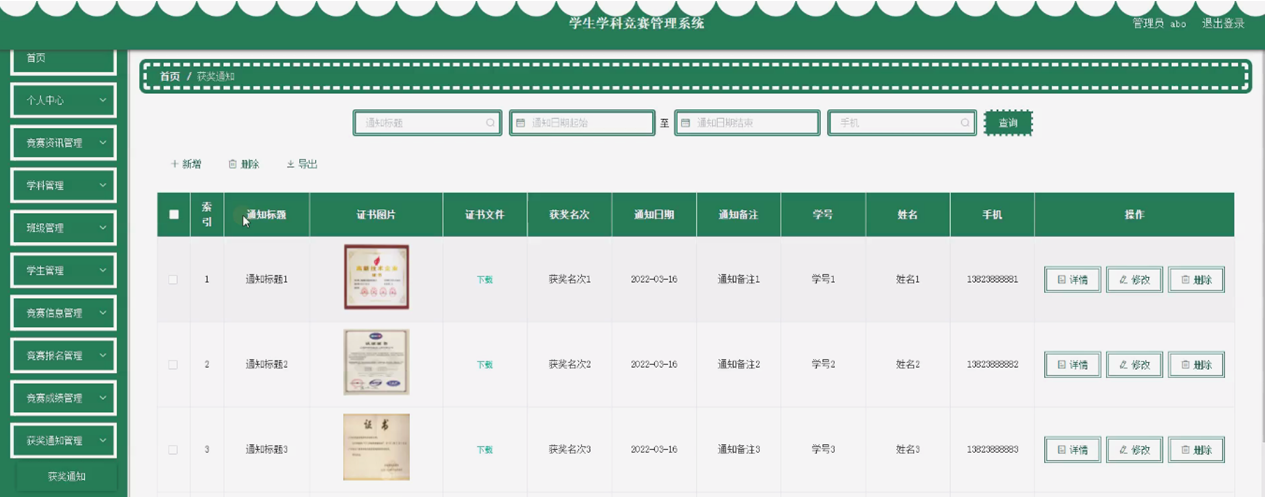 学生学科竞赛管理系统
管理员 abo 退出登录
首页
个人中心
竞赛资讯管理
学科管理
班级管理
学生管理
竞赛信息管理
竞赛报名管理
竞赛成绩管理
获奖通知管理
获奖通知
首页 / 获奖通知
通知标题 通知日期起始 至 通知日期结束 手机 查询
新增 删除 导出
索引 通知标题 证书图片 证书文件 获奖名次 通知日期 通知备注 学号 姓名 手机 操作
1 通知标题1 下载 获奖名次1 2022-03-16 通知备注1 学号1 姓名1 13823888881 详情 修改 删除
2 通知标题2 下载 获奖名次2 2022-03-16 通知备注2 学号2 姓名2 13823888882 详情 修改 删除
3 通知标题3 证书 下载 获奖名次3 2022-03-16 通知备注3 学号3 姓名3 13823888883 详情 修改 删除